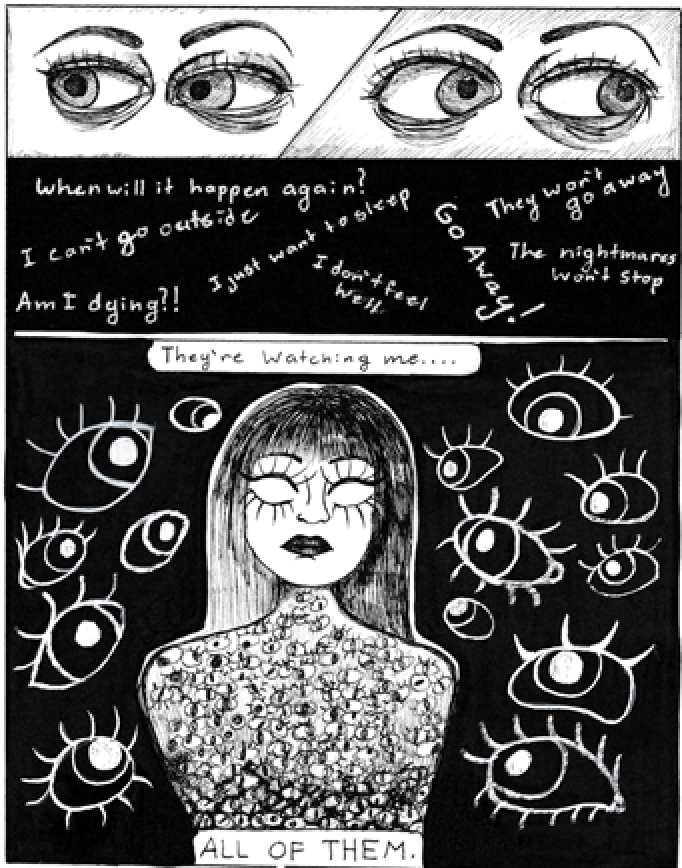 When will it happen again?
I can't go outside
I just want to sleep
Go Away!
They won't
go away
The nightmares
won't stop
Am I dying?!!
I don't feel
well.
They're Watching me....
ALL OF THEM.